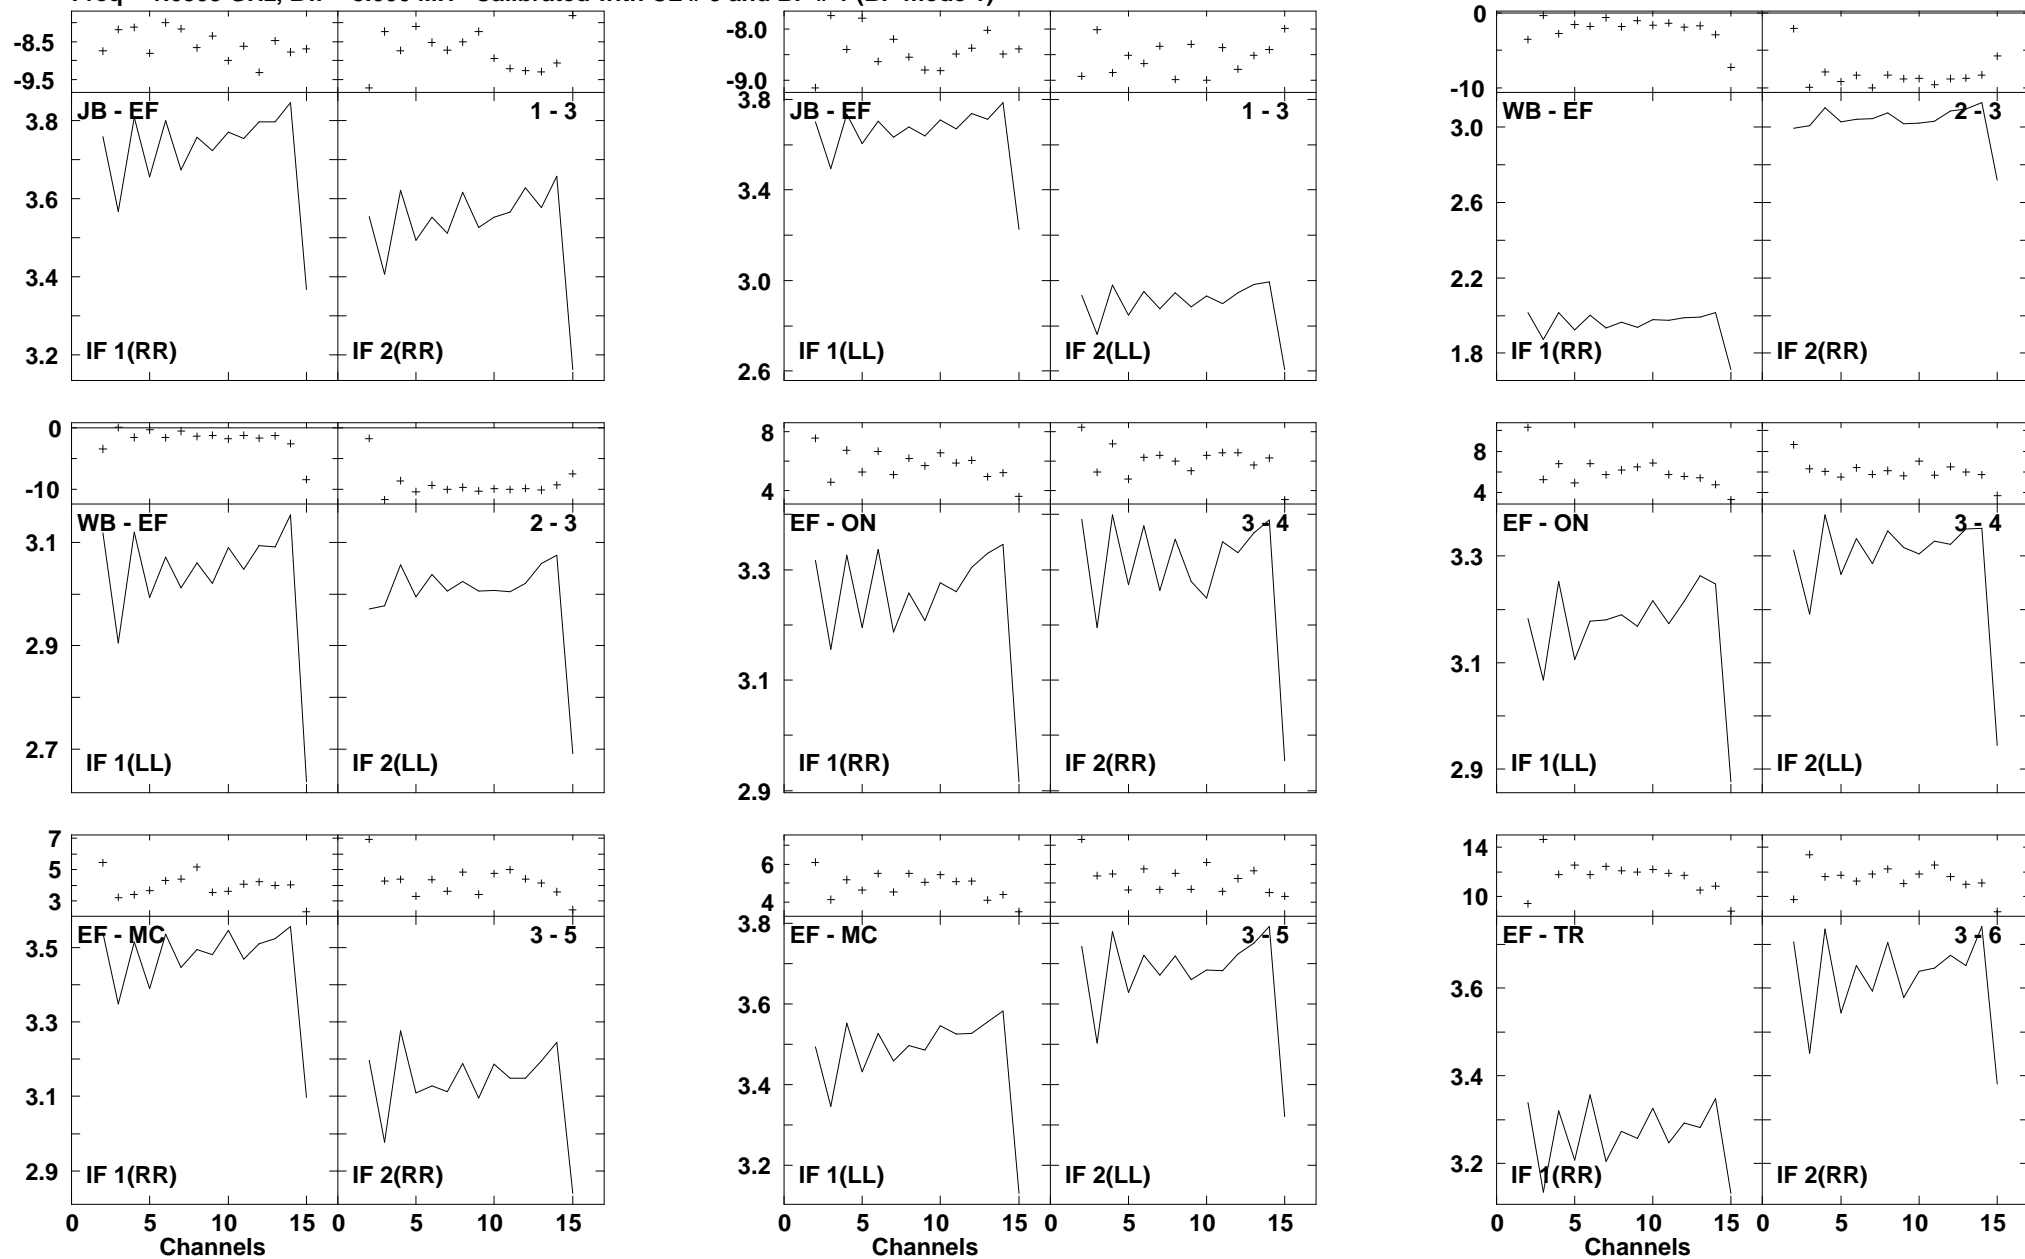 -8.5
-9.5
JB - EF 1 - 3
3.8
3.6
3.4
3.2
IF 1(RR) IF 2(RR)
-8.0
-9.0
3.8
JB - EF 1 - 3
3.4
3.0
2.6
IF 1(LL) IF 2(LL)
0
-10
WB - EF 2 - 3
3.0
2.6
2.2
1.8
IF 1(RR) IF 2(RR)
0
-10
WB - EF 2 - 3
3.1
2.9
2.7
IF 1(LL) IF 2(LL)
8
4
EF - ON 3 - 4
3.3
3.1
2.9
IF 1(RR) IF 2(RR)
8
4
EF - ON 3 - 4
3.3
3.1
2.9
IF 1(LL) IF 2(LL)
7
5
3
EF - MC 3 - 5
3.5
3.3
3.1
2.9
IF 1(RR) IF 2(RR)
0 5 10 15 0 5 10 15
Channels
6
4
3.8
EF - MC 3 - 5
3.6
3.4
3.2
IF 1(LL) IF 2(LL)
0 5 10 15 0 5 10 15
Channels
14
10
EF - TR 3 - 6
3.6
3.4
3.2
IF 1(RR) IF 2(RR)
0 5 10 15 0 5 10 15
Channels